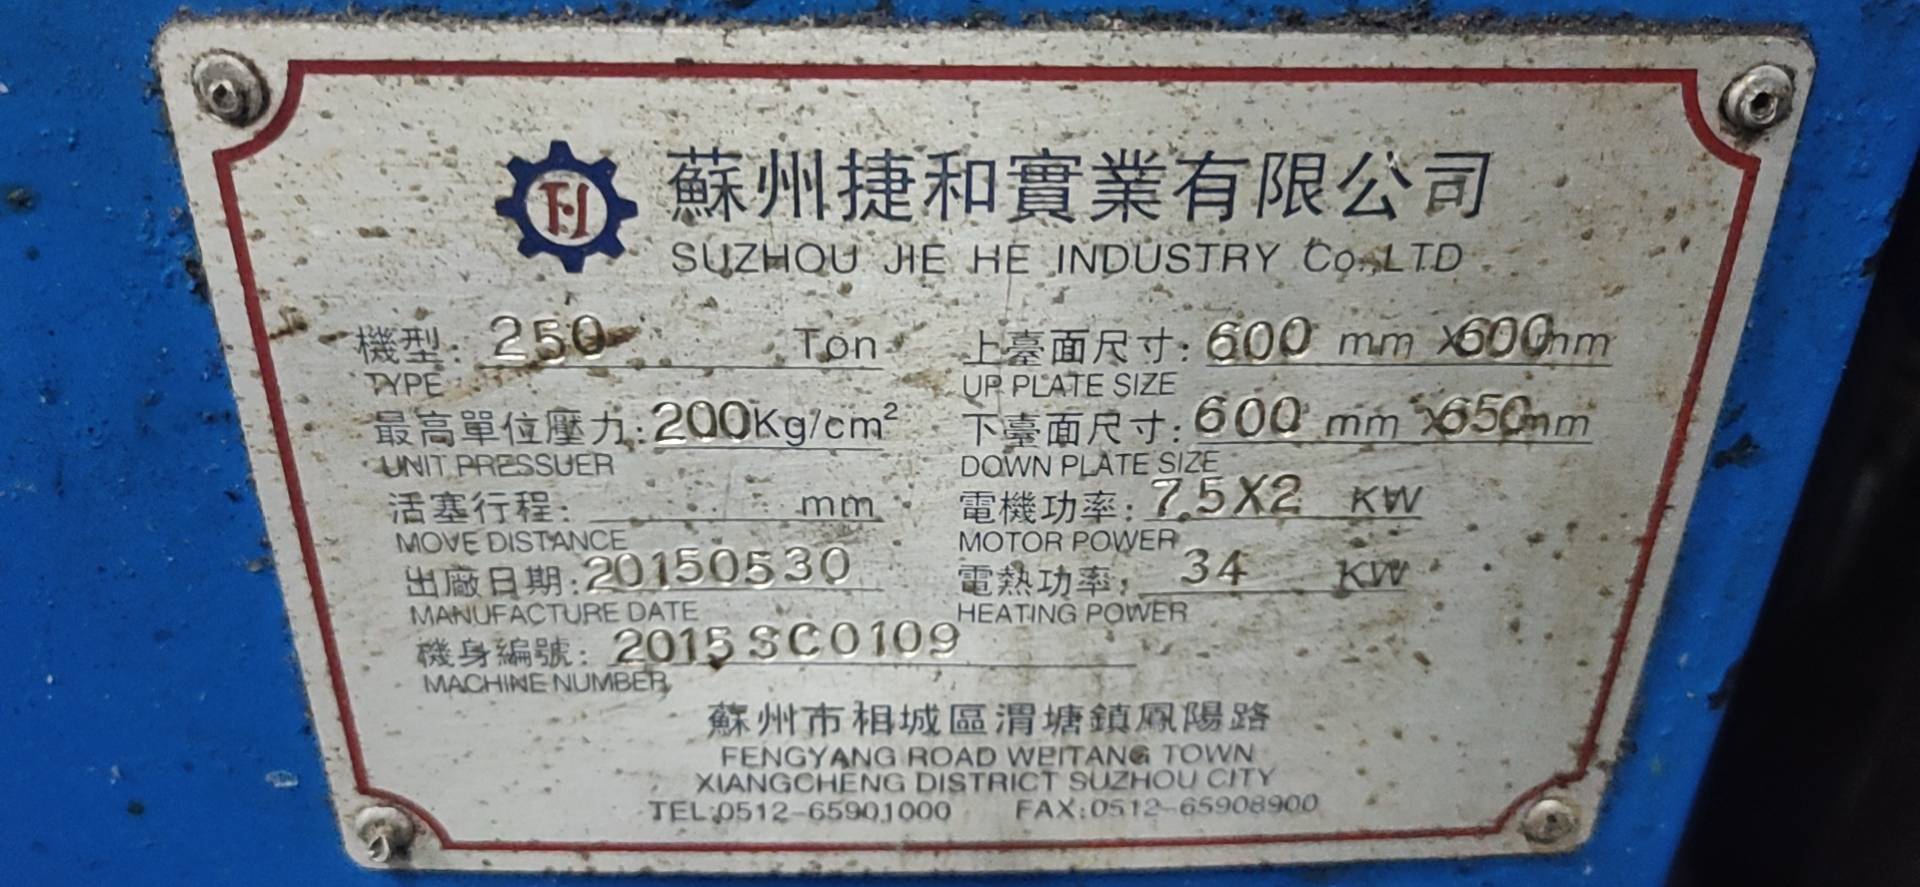 蘇州捷和實業有限公司
SUZHOU JIE HE INDUSTRY Co.,LTD
機型: 250 Ton
TYPE
最高單位壓力: 200Kg/cm²
UNIT PRESSUER
活塞行程: mm
MOVE DISTANCE
出廠日期: 20150530
MANUFACTURE DATE
機身編號: 2015SC0109
MACHINE NUMBER
上臺面尺寸: 600 mm X600mm
UP PLATE SIZE
下臺面尺寸: 600 mm X650mm
DOWN PLATE SIZE
電機功率: 7.5X2 KW
MOTOR POWER
電熱功率: 34 KW
HEATING POWER
蘇州市相城區渭塘鎮鳳陽路
FENGYANG ROAD WEITANG TOWN
XIANGCHENG DISTRICT SUZHOU CITY
TEL:0512-65901000 FAX:0512-65908900